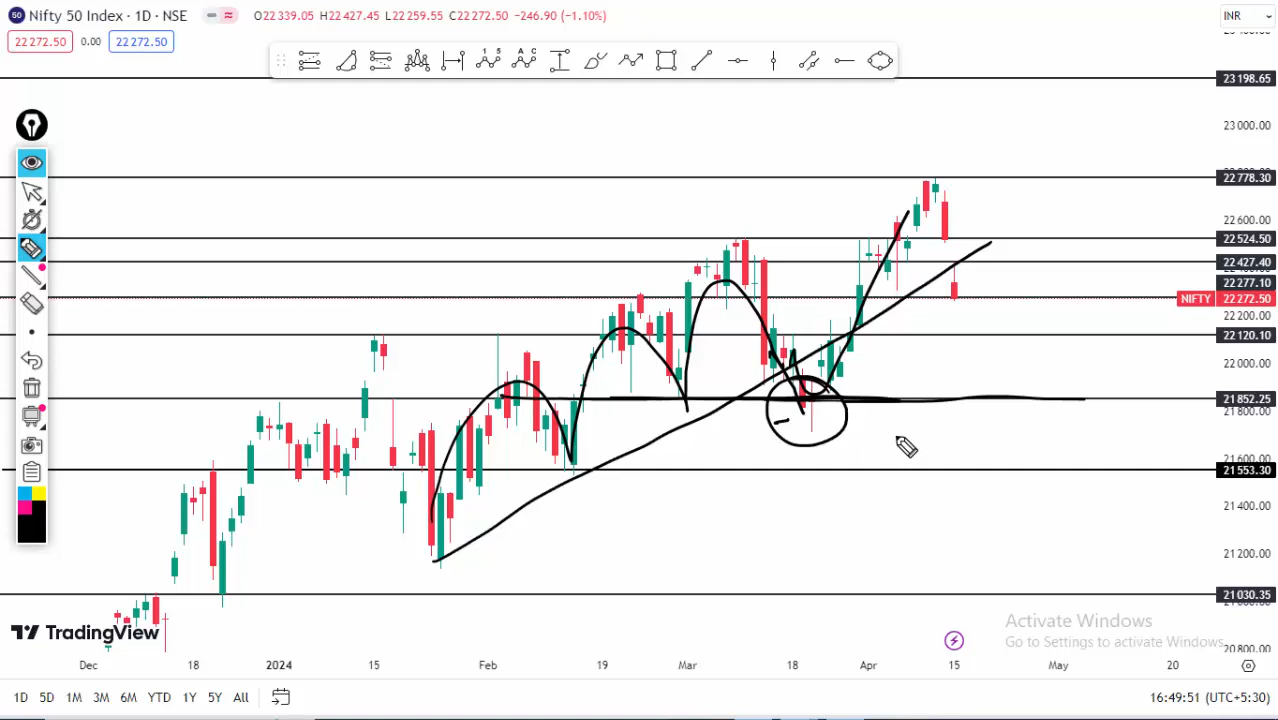 50 Nifty 50 Index · 1D · NSE O22339.05 H22427.45 L22259.55 C22272.50 -246.90 (-1.10%)
INR
22272.50 0.00 22272.50
23198.65
23000.00
22778.30
22600.00
22524.50
22427.40
22277.10
NIFTY 22272.50
22200.00
22120.10
22000.00
21852.25
21800.00
21600.00
21553.30
21400.00
21200.00
21030.35
20800.00
TradingView
Activate Windows
Go to Settings to activate Windows.
Dec 18 2024 15 Feb 19 Mar 18 Apr 15 May 20
1D 5D 1M 3M 6M YTD 1Y 5Y All 16:49:51 (UTC+5:30)